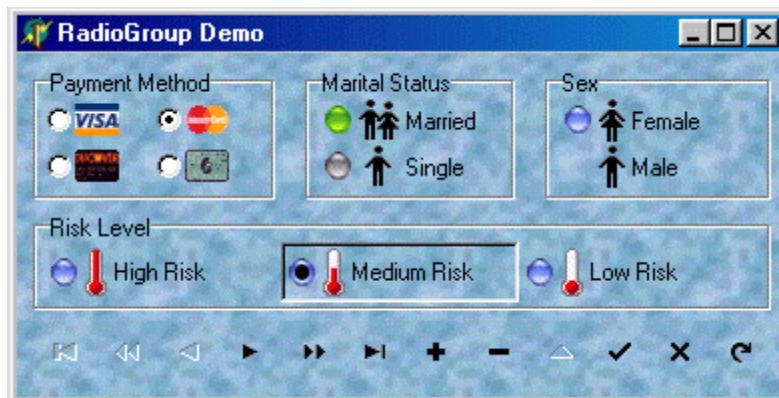 RadioGroup Demo
Payment Method
Marital Status
Sex
VISA
Married
Female
Single
Male
Risk Level
High Risk
Medium Risk
Low Risk